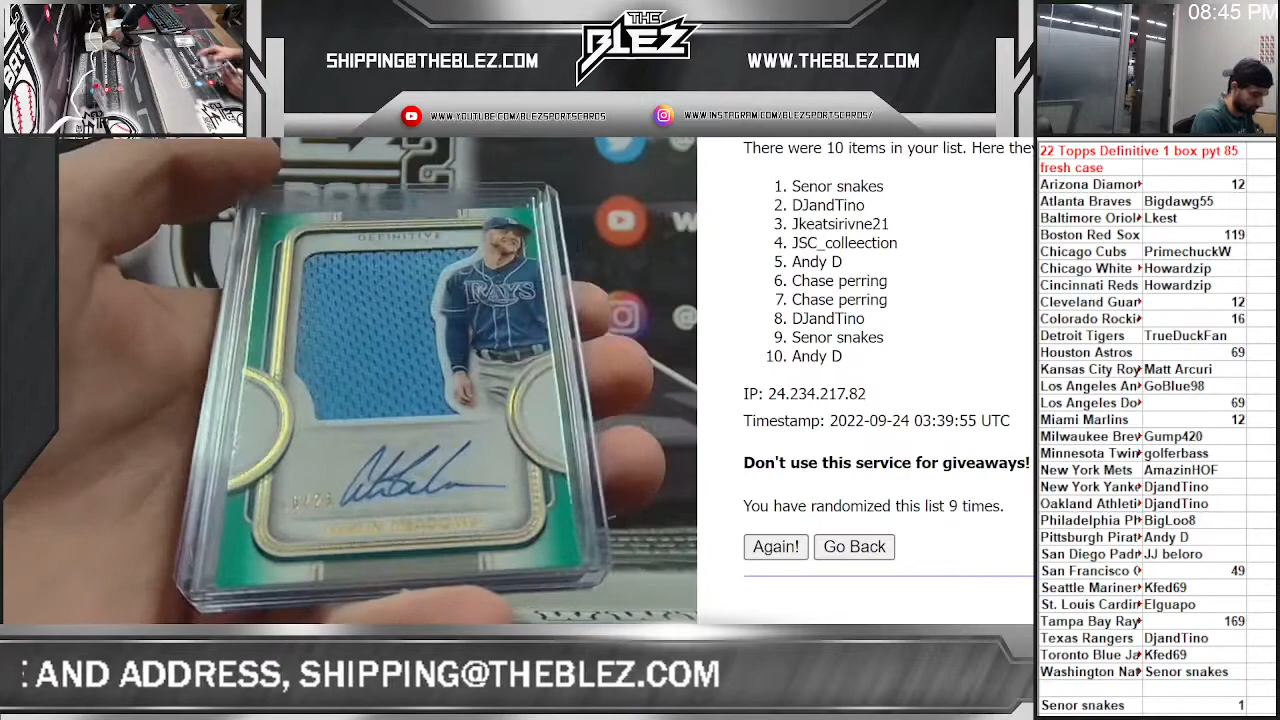 08:45 PM
THE
BLEZ
SHIPPING@THEBLEZ.COM
WWW.THEBLEZ.COM
WWW.YOUTUBE.COM/BLEZSPORTSCARDS
WWW.INSTAGRAM.COM/BLEZSPORTSCARDS/
There were 10 items in your list. Here they
1. Senor snakes
2. DJandTino
3. Jkeatsirivne21
4. JSC_colleection
5. Andy D
6. Chase perring
7. Chase perring
8. DJandTino
9. Senor snakes
10. Andy D
IP: 24.234.217.82
Timestamp: 2022-09-24 03:39:55 UTC
Don't use this service for giveaways!
You have randomized this list 9 times.
Again! Go Back
DEFINITIVE
RAYS
22 Topps Definitive 1 box pyt 85
fresh case
Arizona Diamor 12
Atlanta Braves Bigdawg55
Baltimore Oriol Lkest
Boston Red Sox 119
Chicago Cubs PrimechuckW
Chicago White Howardzip
Cincinnati Reds Howardzip
Cleveland Guar 12
Colorado Rocki 16
Detroit Tigers TrueDuckFan
Houston Astros 69
Kansas City Roy Matt Arcuri
Los Angeles An GoBlue98
Los Angeles Do 69
Miami Marlins 12
Milwaukee Brev Gump420
Minnesota Twin golferbass
New York Mets AmazinHOF
New York Yanke DjandTino
Oakland Athleti DjandTino
Philadelphia Ph BigLoo8
Pittsburgh Pirat Andy D
San Diego Padr JJ beloro
San Francisco 49
Seattle Mariner Kfed69
St. Louis Cardir Elguapo
Tampa Bay Ray 169
Texas Rangers DjandTino
Toronto Blue Ja Kfed69
Washington Nat Senor snakes
Senor snakes 1
AND ADDRESS, SHIPPING@THEBLEZ.COM